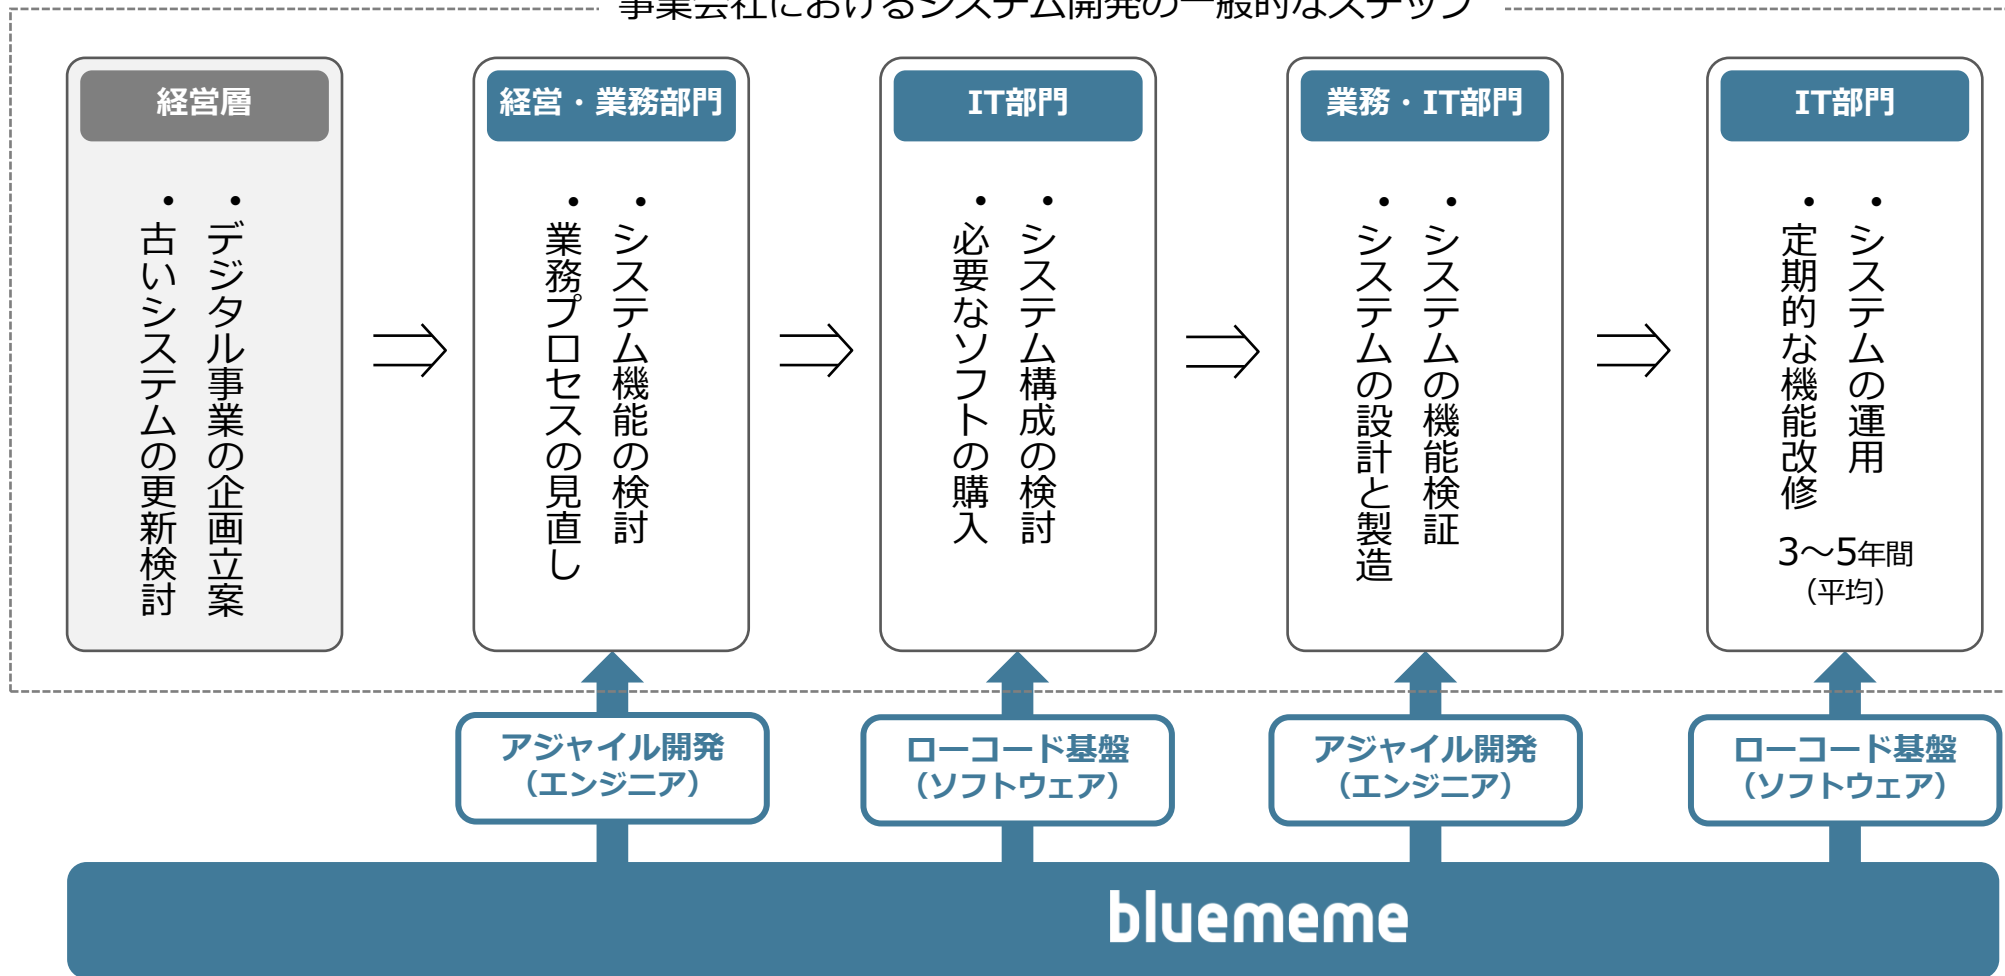 事業会社におけるシステム開発の一般的なステップ
経営層
・デジタル事業の企画立案
・古いシステムの更新検討
経営・業務部門
・システム機能の検討
・業務プロセスの見直し
IT部門
・システム構成の検討
・必要なソフトの購入
業務・IT部門
・システムの機能検証
・システムの設計と製造
IT部門
・システムの運用
・定期的な機能改修
3～5年間
（平均）
アジャイル開発
（エンジニア）
ローコード基盤
（ソフトウェア）
アジャイル開発
（エンジニア）
ローコード基盤
（ソフトウェア）
bluememe